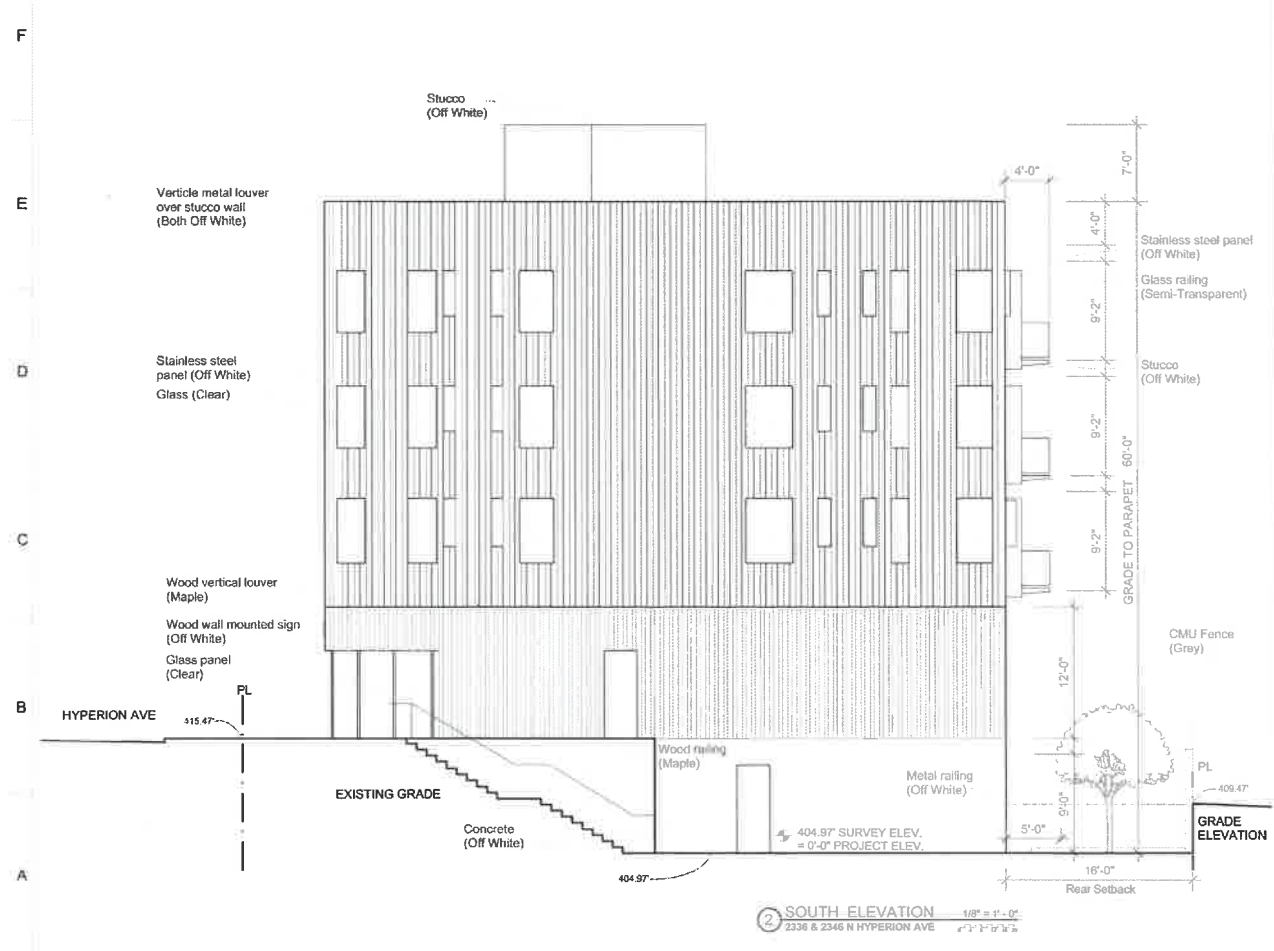 F
Stucco
(Off White)
7'-0"
4'-0"
E
Verticle metal louver
over stucco wall
(Both Off White)
4'-0"
Stainless steel panel
(Off White)
Glass railing
(Semi-Transparent)
9'-2"
D
Stainless steel
panel (Off White)
Glass (Clear)
Stucco
(Off White)
9'-2"
60'-0"
GRADE TO PARAPET
9'-2"
C
Wood vertical louver
(Maple)
Wood wall mounted sign
(Off White)
Glass panel
(Clear)
CMU Fence
(Grey)
12'-0"
PL
B
HYPERION AVE
415.47'
Wood railing
(Maple)
Metal railing
(Off White)
PL
409.47'
EXISTING GRADE
9'-0"
GRADE
ELEVATION
Concrete
(Off White)
404.97' SURVEY ELEV.
= 0'-0" PROJECT ELEV.
5'-0"
A
404.97'
16'-0"
Rear Setback
2
SOUTH ELEVATION
1/8" = 1' - 0"
2336 & 2346 N HYPERION AVE